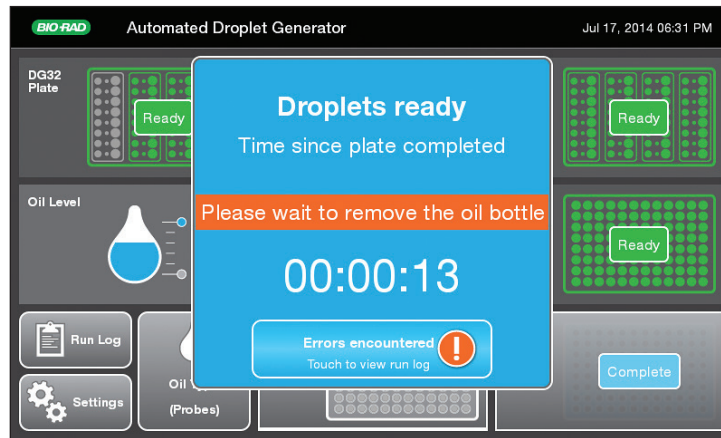 BIO-RAD Automated Droplet Generator Jul 17, 2014 06:31 PM
DG32
Plate
Ready
Ready
Droplets ready
Time since plate completed
Please wait to remove the oil bottle
00:00:13
Errors encountered
Touch to view run log
Oil Level
Ready
Run Log
Settings
Oil
(Probes)
Complete